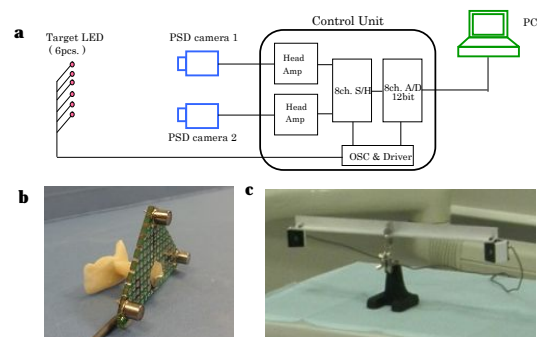 a
Control Unit
PC
Target LED
( 6pcs. )
PSD camera 1
Head
Amp
8ch. S/H
8ch. A/D
12bit
Head
Amp
PSD camera 2
OSC & Driver
b
c